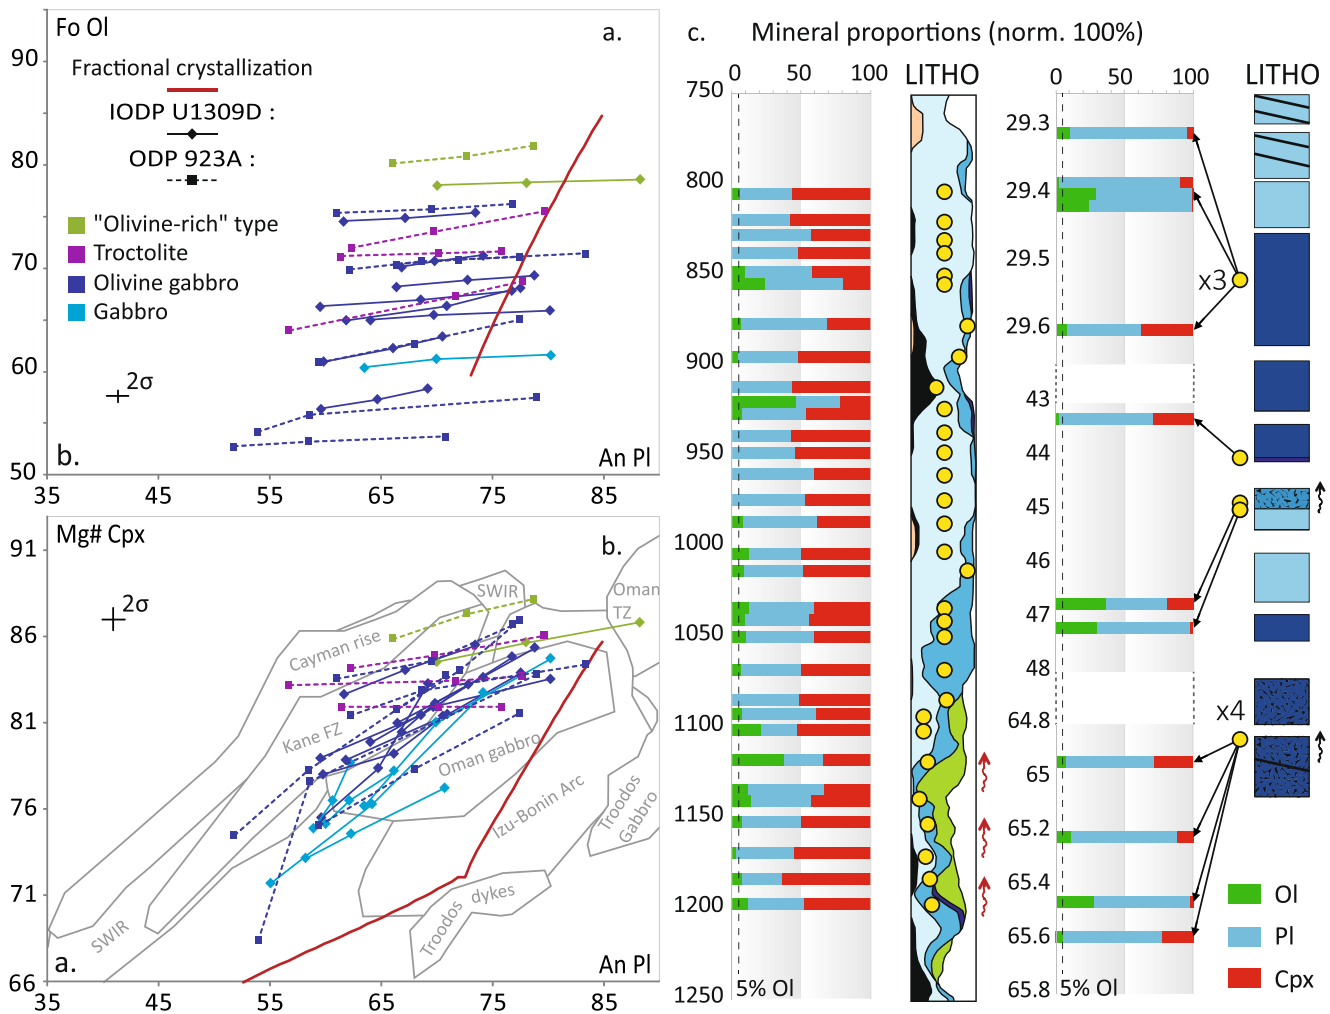 Fo Ol
a.
90
Fractional crystallization
IODP U1309D :
ODP 923A :
80
"Olivine-rich" type
Troctolite
70
Olivine gabbro
Gabbro
60
2σ
b.
An Pl
50
35
45
55
65
75
85
Mg# Cpx
b.
91
2σ
SWIR
Oman
TZ
86
Cayman rise
81
Kane FZ
Oman gabbro
76
Izu-Bonin Arc
Troodos
Gabbro
71
SWIR
Troodos
dykes
a.
An Pl
66
35
45
55
65
75
85
c.
Mineral proportions (norm. 100%)
0
50
100
LITHO
750
800
850
900
950
1000
1050
1100
1150
1200
1250
5% Ol
0
50
100
LITHO
29.3
29.4
29.5
x3
29.6
43
44
45
46
47
48
64.8
x4
65
65.2
65.4
65.6
65.8
5% Ol
Ol
Pl
Cpx